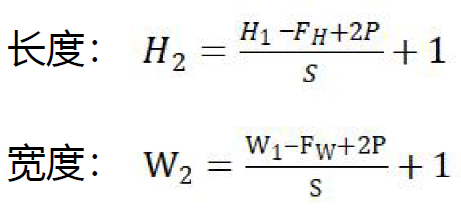 长度： H₂ = (H₁ −F_H+2P)/S + 1
宽度： W₂ = (W₁−F_W+2P)/S + 1